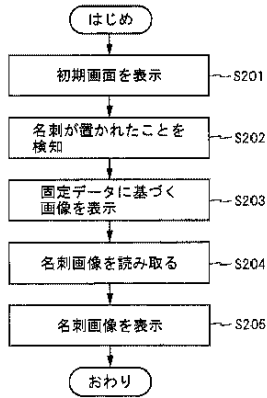 はじめ
初期画面を表示
S201
名刺が置かれたことを
検知
S202
固定データに基づく
画像を表示
S203
名刺画像を読み取る
S204
名刺画像を表示
S205
おわり